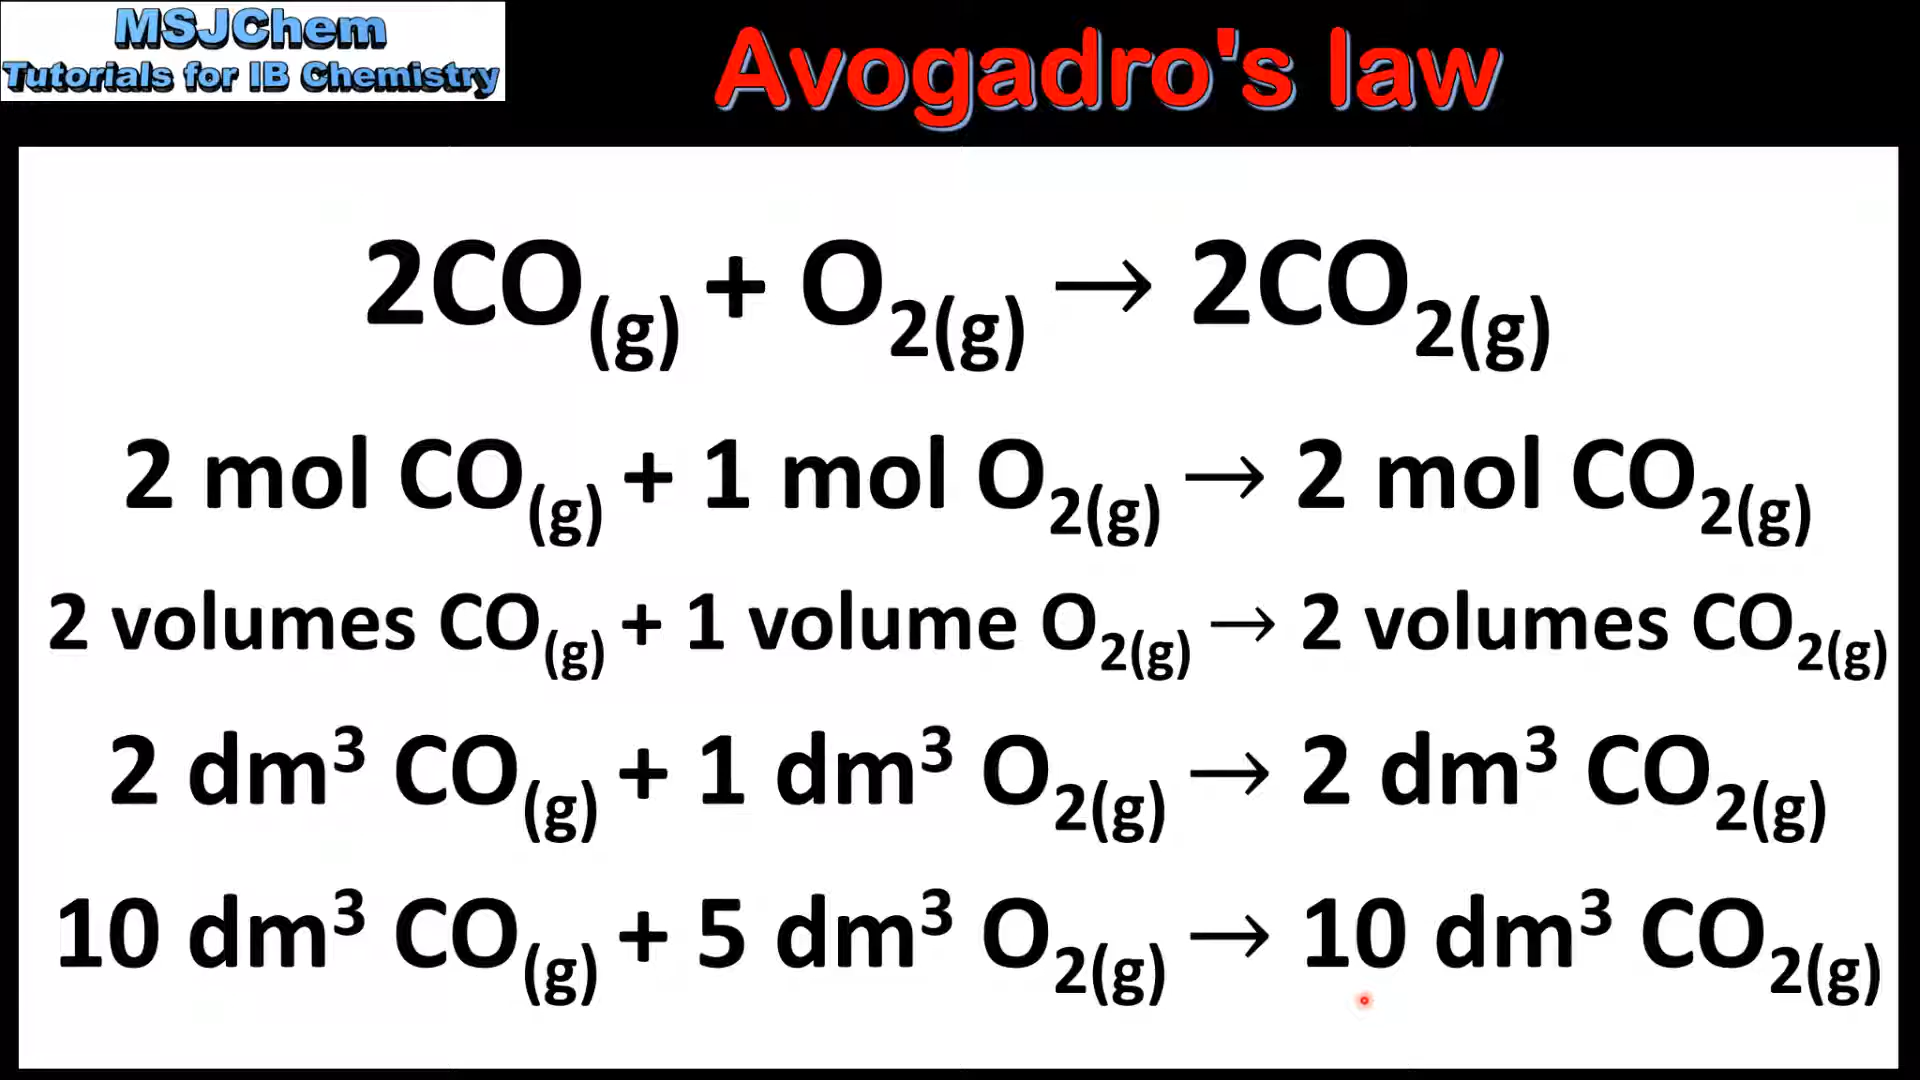 MSJChem
Tutorials for IB Chemistry
Avogadro's law
2CO(g) + O2(g) → 2CO2(g)
2 mol CO(g) + 1 mol O2(g) → 2 mol CO2(g)
2 volumes CO(g) + 1 volume O2(g) → 2 volumes CO2(g)
2 dm³ CO(g) + 1 dm³ O2(g) → 2 dm³ CO2(g)
10 dm³ CO(g) + 5 dm³ O2(g) → 10 dm³ CO2(g)